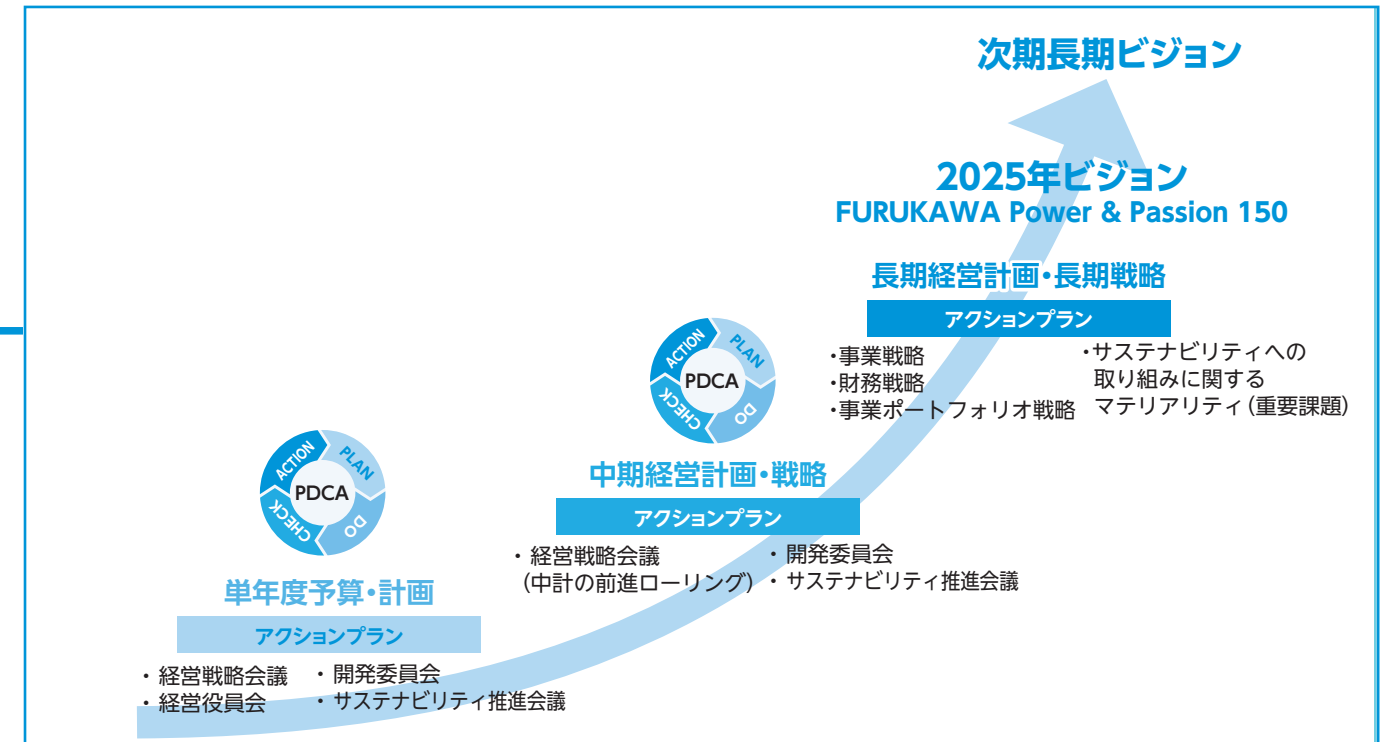 次期長期ビジョン
2025年ビジョン
FURUKAWA Power & Passion 150
長期経営計画・長期戦略
アクションプラン
・事業戦略
・財務戦略
・事業ポートフォリオ戦略
・サステナビリティへの
取り組みに関する
マテリアリティ(重要課題)
ACTION
PLAN
PDCA
CHECK
DO
中期経営計画・戦略
アクションプラン
・経営戦略会議
(中計の前進ローリング)
・開発委員会
・サステナビリティ推進会議
ACTION
PLAN
PDCA
CHECK
DO
単年度予算・計画
アクションプラン
・経営戦略会議
・経営役員会
・開発委員会
・サステナビリティ推進会議